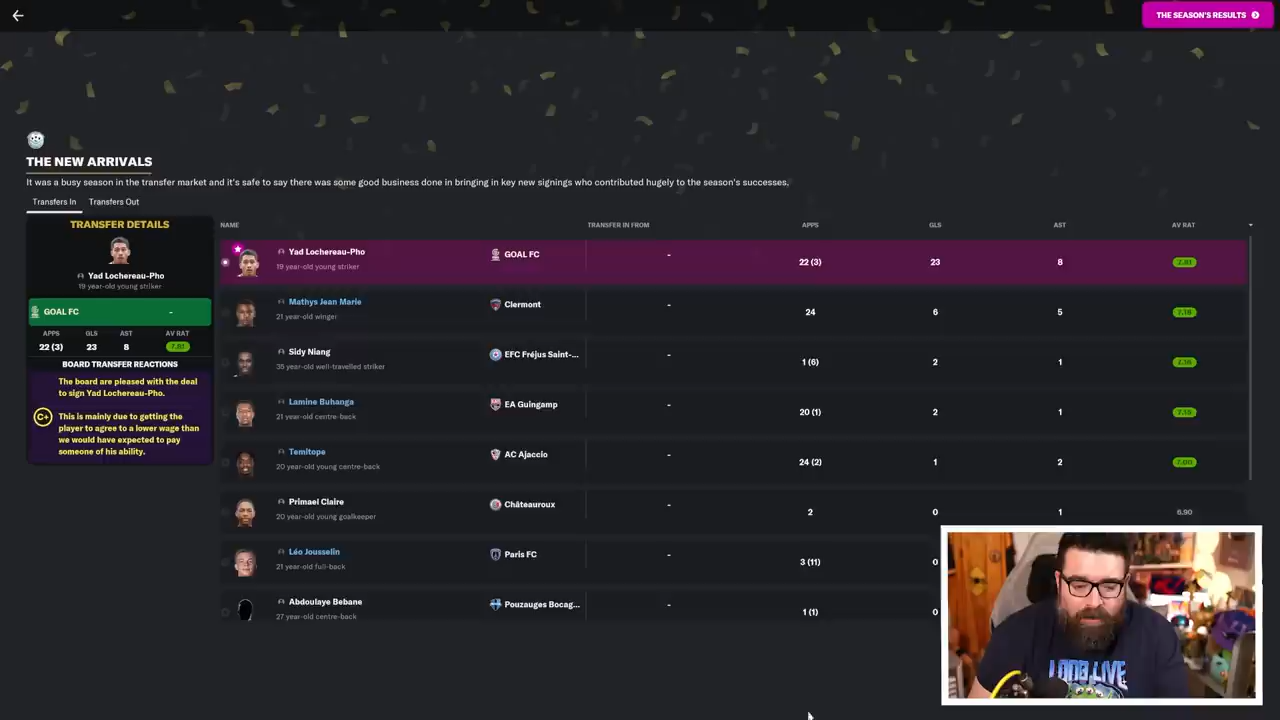 THE SEASON'S RESULTS
THE NEW ARRIVALS
It was a busy season in the transfer market and it's safe to say there was some good business done in bringing in key new signings who contributed hugely to the season's successes.
Transfers In Transfers Out
TRANSFER DETAILS
Yad Lochereau-Pho
19 year-old young striker
GOAL FC -
APPS GLS AST AV RAT
22 (3) 23 8
BOARD TRANSFER REACTIONS
The board are pleased with the deal
to sign Yad Lochereau-Pho.
C+
This is mainly due to getting the
player to agree to a lower wage than
we would have expected to pay
someone of his ability.
NAME TRANSFER IN FROM APPS GLS AST AV RAT
Yad Lochereau-Pho
19 year-old young striker
GOAL FC - 22 (3) 23 8
Mathys Jean Marie
21 year-old winger
Clermont - 24 6 5
Sidy Niang
35 year-old well-travelled striker
EFC Fréjus Saint-... - 1 (6) 2 1
Lamine Buhanga
21 year-old centre-back
EA Guingamp - 20 (1) 2 1
Temitope
20 year-old young centre-back
AC Ajaccio - 24 (2) 1 2
Primael Claire
20 year-old young goalkeeper
Châteauroux - 2 0 1 6.90
Léo Jousselin
21 year-old full-back
Paris FC - 3 (11) 0
Abdoulaye Bebane
27 year-old centre-back
Pouzauges Bocag... - 1 (1) 0
LONG LIVE